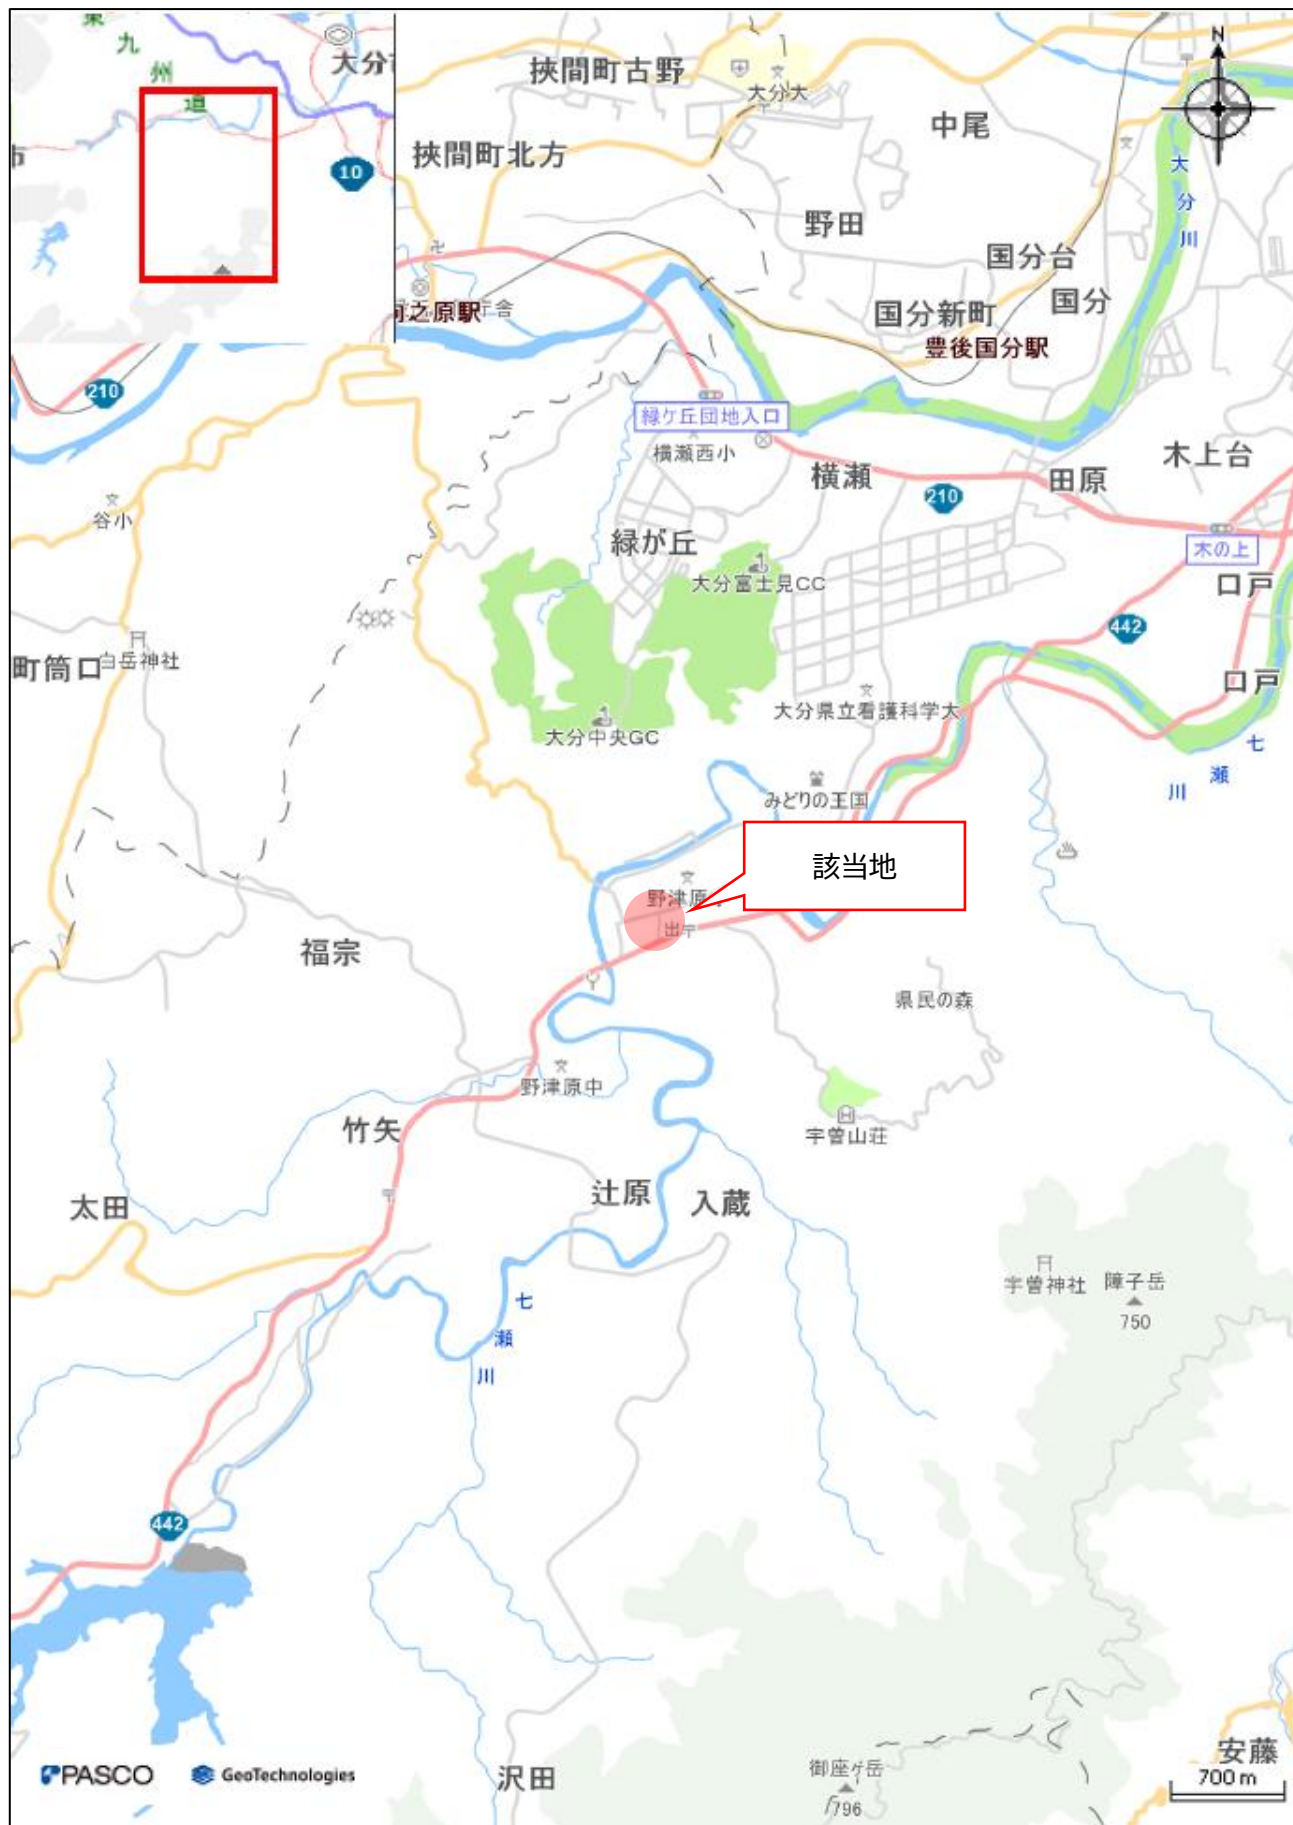 東九州道
大分
市
10
挾間町古野
大分大
中尾
挾間町北方
大分川
野田
国分台
国分
国分新町
豊後国分駅
之原駅
庁舎
N
210
緑ケ丘団地入口
横瀬西小
横瀬
木上台
田原
210
谷小
緑が丘
木の上
大分富士見CC
口戸
442
町筒口
白岳神社
口戸
大分県立看護科学大
大分中央GC
七瀬川
みどりの王国
該当地
野津原
出
福宗
県民の森
野津原中
竹矢
宇曽山荘
太田
辻原
入蔵
宇曽神社
障子岳
750
七瀬川
442
PASCO
GeoTechnologies
沢田
御座ケ岳
796
安藤
700 m